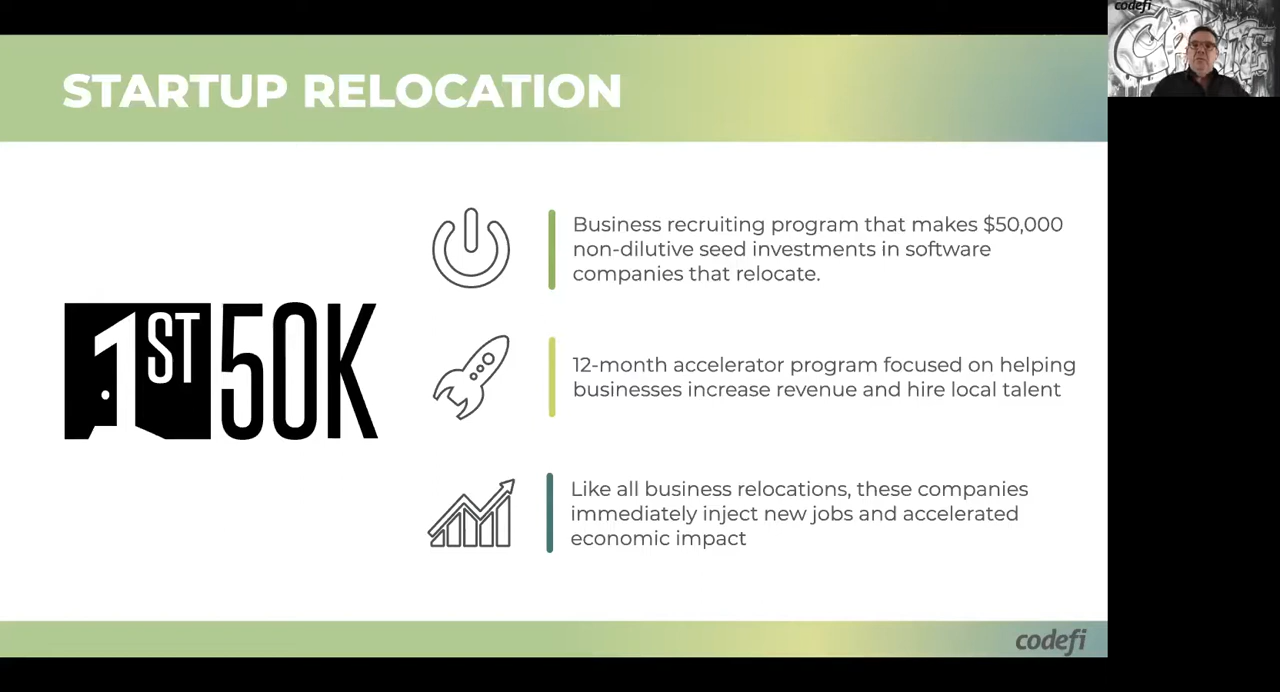 STARTUP RELOCATION
1ST50K
Business recruiting program that makes $50,000
non-dilutive seed investments in software
companies that relocate.
12-month accelerator program focused on helping
businesses increase revenue and hire local talent
Like all business relocations, these companies
immediately inject new jobs and accelerated
economic impact
codefi
codefi